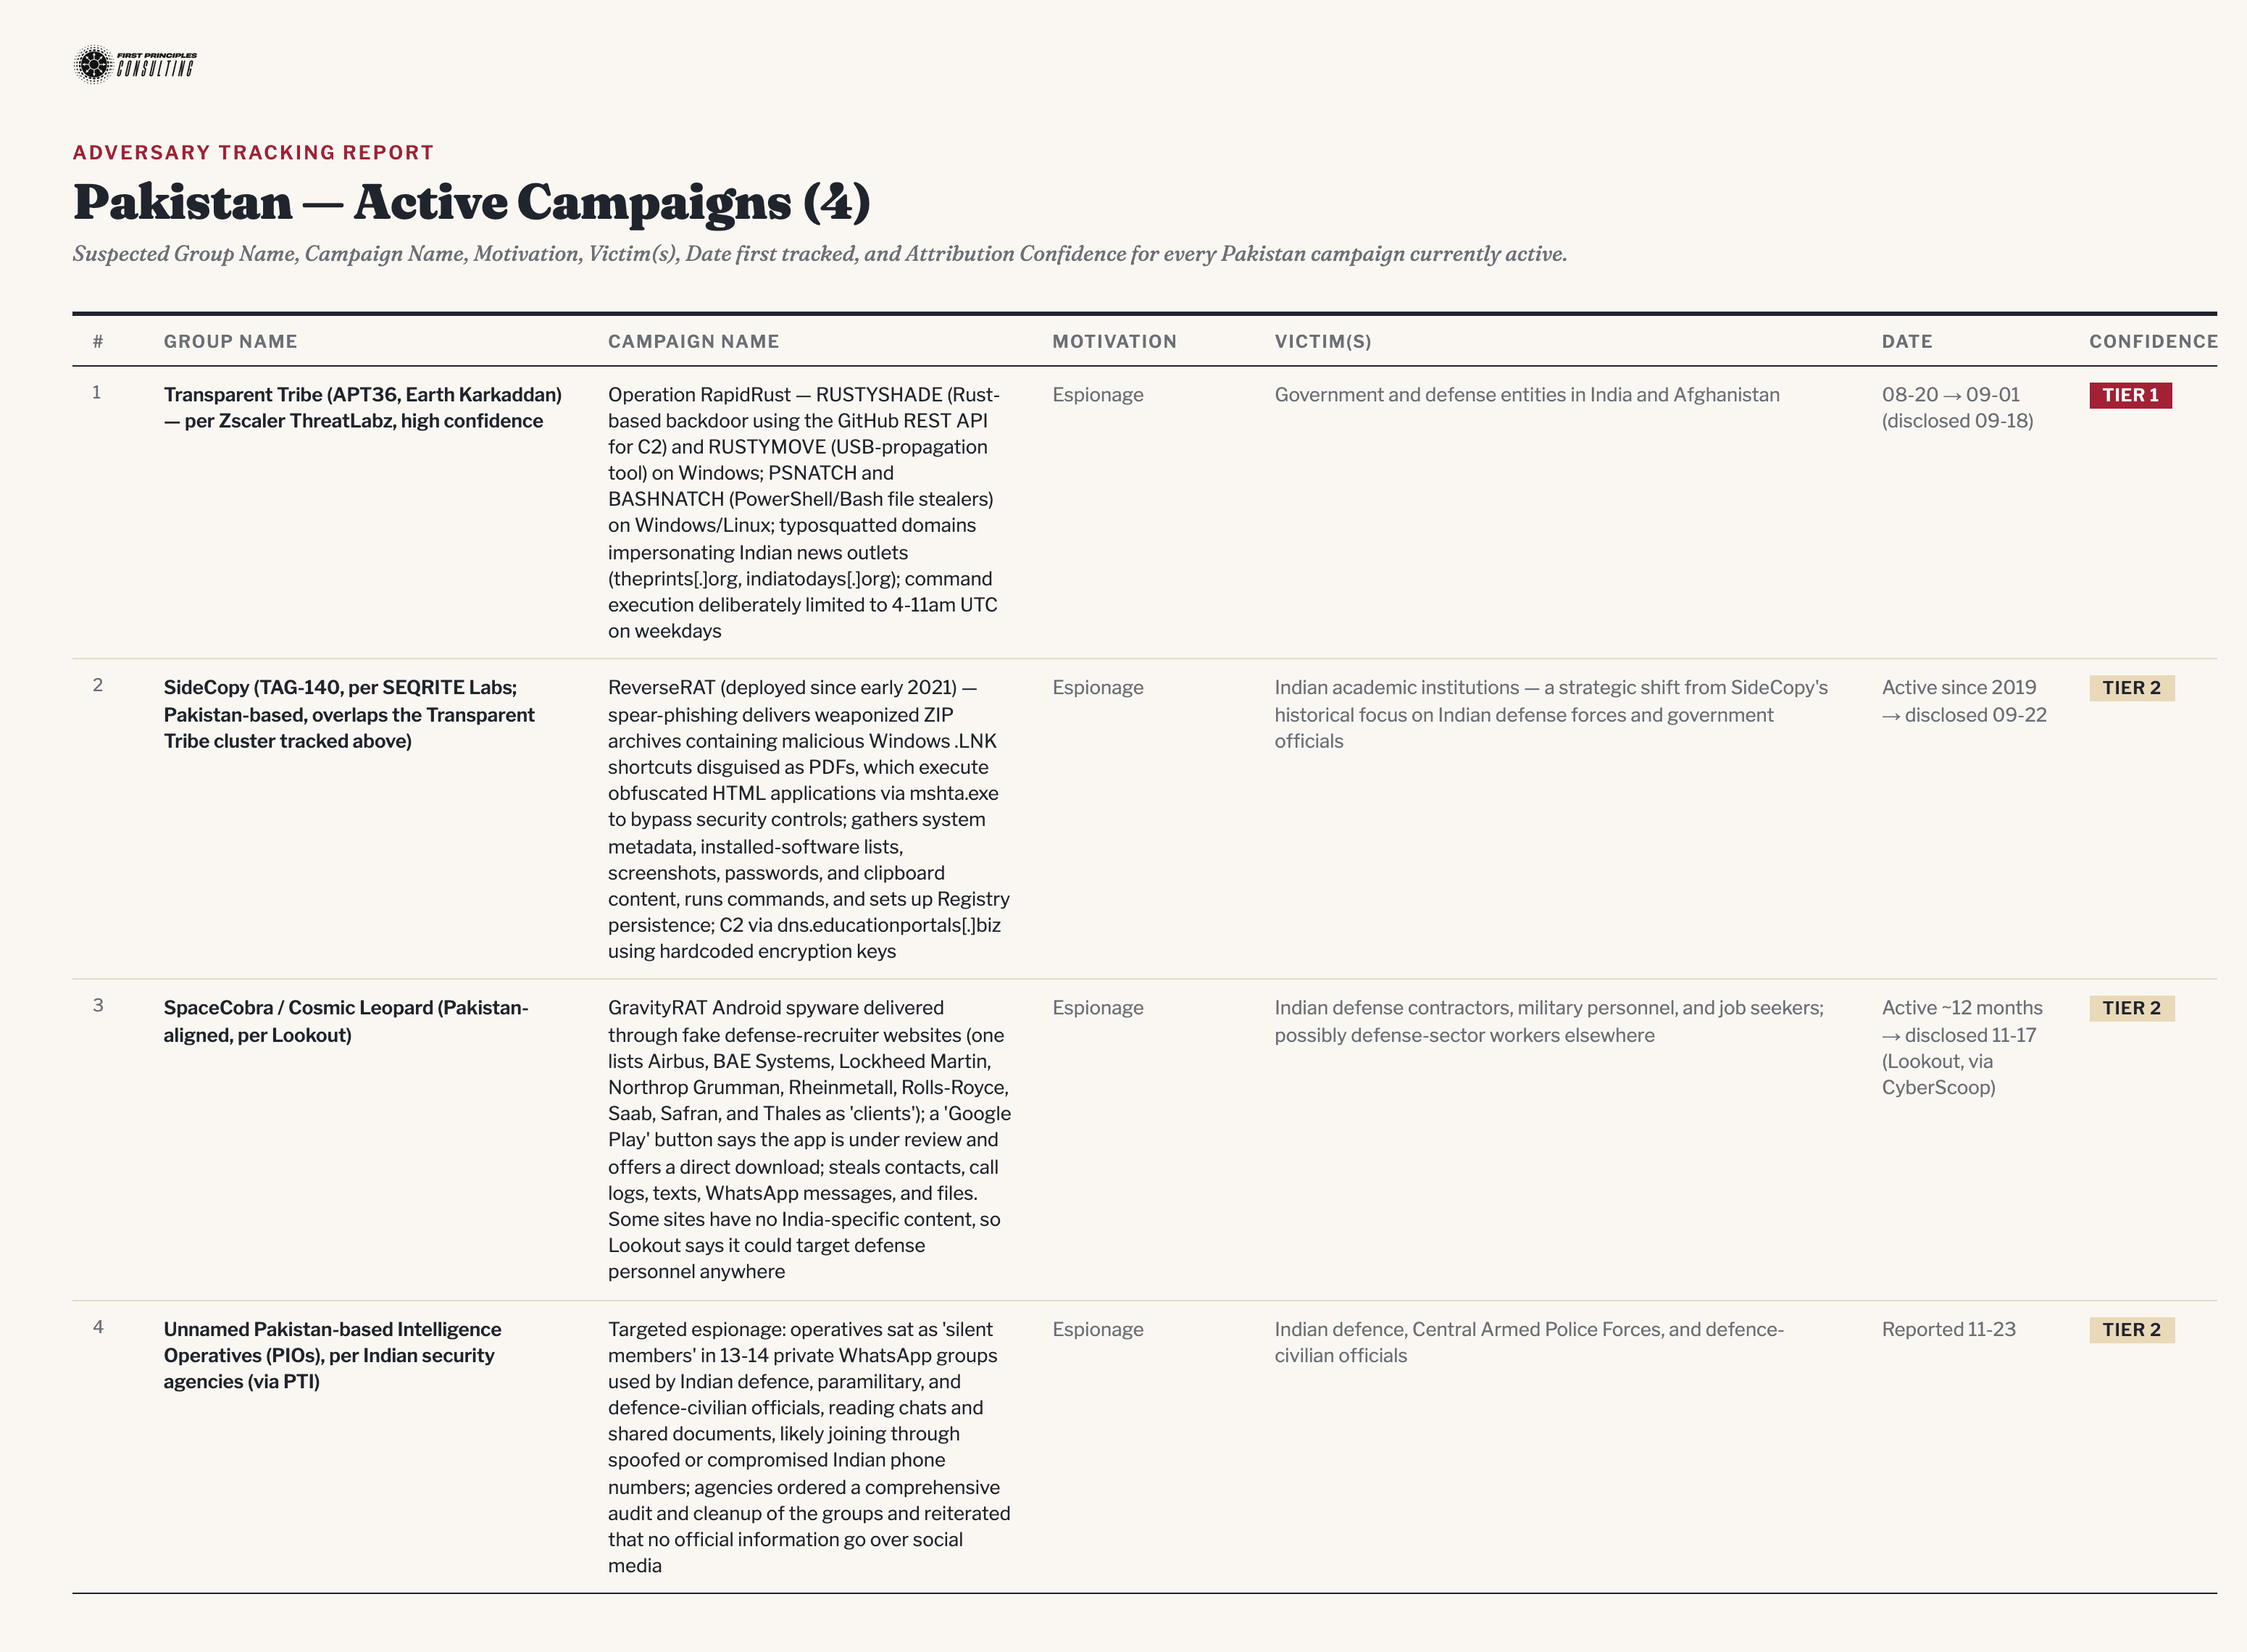 FIRST PRINCIPLES
CONSULTING
ADVERSARY TRACKING REPORT
Pakistan — Active Campaigns (4)
Suspected Group Name, Campaign Name, Motivation, Victim(s), Date first tracked, and Attribution Confidence for every Pakistan campaign currently active.
# GROUP NAME CAMPAIGN NAME MOTIVATION VICTIM(S) DATE CONFIDENCE
1
Transparent Tribe (APT36, Earth Karkaddan)
— per Zscaler ThreatLabz, high confidence
Operation RapidRust — RUSTYSHADE (Rust-
based backdoor using the GitHub REST API
for C2) and RUSTYMOVE (USB-propagation
tool) on Windows; PSNATCH and
BASHNATCH (PowerShell/Bash file stealers)
on Windows/Linux; typosquatted domains
impersonating Indian news outlets
(theprints[.]org, indiatodays[.]org); command
execution deliberately limited to 4-11am UTC
on weekdays
Espionage
Government and defense entities in India and Afghanistan
08-20 → 09-01
(disclosed 09-18)
TIER 1
2
SideCopy (TAG-140, per SEQRITE Labs;
Pakistan-based, overlaps the Transparent
Tribe cluster tracked above)
ReverseRAT (deployed since early 2021) —
spear-phishing delivers weaponized ZIP
archives containing malicious Windows .LNK
shortcuts disguised as PDFs, which execute
obfuscated HTML applications via mshta.exe
to bypass security controls; gathers system
metadata, installed-software lists,
screenshots, passwords, and clipboard
content, runs commands, and sets up Registry
persistence; C2 via dns.educationportals[.]biz
using hardcoded encryption keys
Espionage
Indian academic institutions — a strategic shift from SideCopy's
historical focus on Indian defense forces and government
officials
Active since 2019
→ disclosed 09-22
TIER 2
3
SpaceCobra / Cosmic Leopard (Pakistan-
aligned, per Lookout)
GravityRAT Android spyware delivered
through fake defense-recruiter websites (one
lists Airbus, BAE Systems, Lockheed Martin,
Northrop Grumman, Rheinmetall, Rolls-Royce,
Saab, Safran, and Thales as 'clients'); a 'Google
Play' button says the app is under review and
offers a direct download; steals contacts, call
logs, texts, WhatsApp messages, and files.
Some sites have no India-specific content, so
Lookout says it could target defense
personnel anywhere
Espionage
Indian defense contractors, military personnel, and job seekers;
possibly defense-sector workers elsewhere
Active ~12 months
→ disclosed 11-17
(Lookout, via
CyberScoop)
TIER 2
4
Unnamed Pakistan-based Intelligence
Operatives (PIOs), per Indian security
agencies (via PTI)
Targeted espionage: operatives sat as 'silent
members' in 13-14 private WhatsApp groups
used by Indian defence, paramilitary, and
defence-civilian officials, reading chats and
shared documents, likely joining through
spoofed or compromised Indian phone
numbers; agencies ordered a comprehensive
audit and cleanup of the groups and reiterated
that no official information go over social
media
Espionage
Indian defence, Central Armed Police Forces, and defence-
civilian officials
Reported 11-23
TIER 2